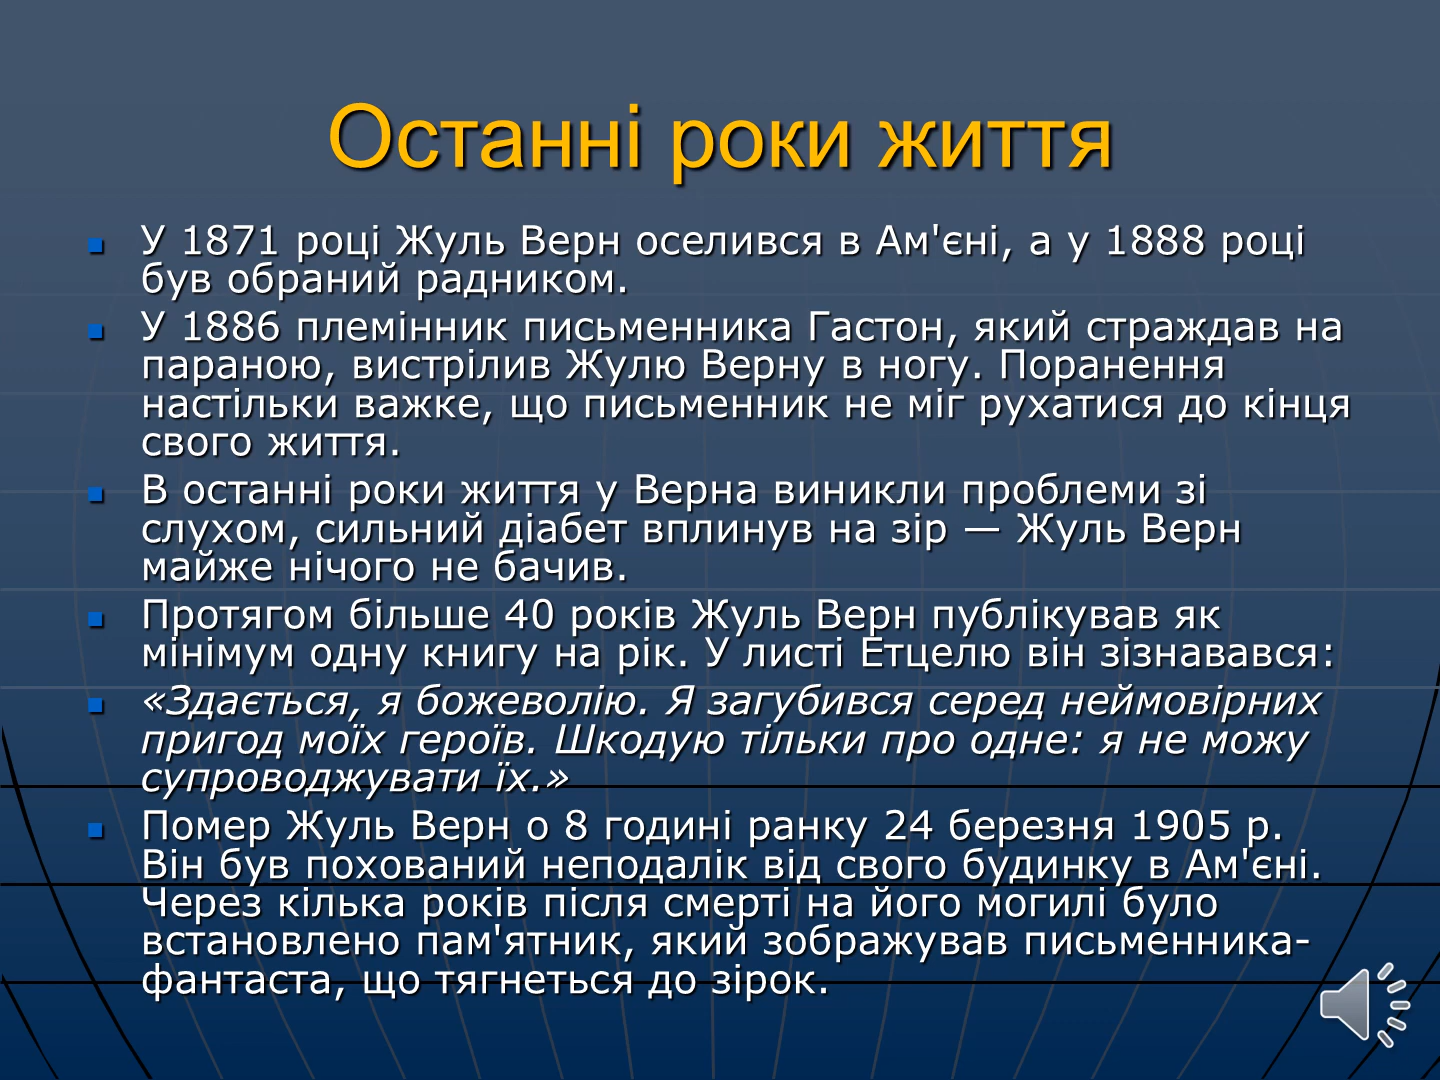 Останні роки життя
У 1871 році Жуль Верн оселився в Ам'єні, а у 1888 році
був обраний радником.
У 1886 племінник письменника Гастон, який страждав на
параною, вистрілив Жулю Верну в ногу. Поранення
настільки важке, що письменник не міг рухатися до кінця
свого життя.
В останні роки життя у Верна виникли проблеми зі
слухом, сильний діабет вплинув на зір — Жуль Верн
майже нічого не бачив.
Протягом більше 40 років Жуль Верн публікував як
мінімум одну книгу на рік. У листі Етцелю він зізнавався:
«Здається, я божеволію. Я загубився серед неймовірних
пригод моїх героїв. Шкодую тільки про одне: я не можу
супроводжувати їх.»
Помер Жуль Верн о 8 годині ранку 24 березня 1905 р.
Він був похований неподалік від свого будинку в Ам'єні.
Через кілька років після смерті на його могилі було
встановлено пам'ятник, який зображував письменника-
фантаста, що тягнеться до зірок.